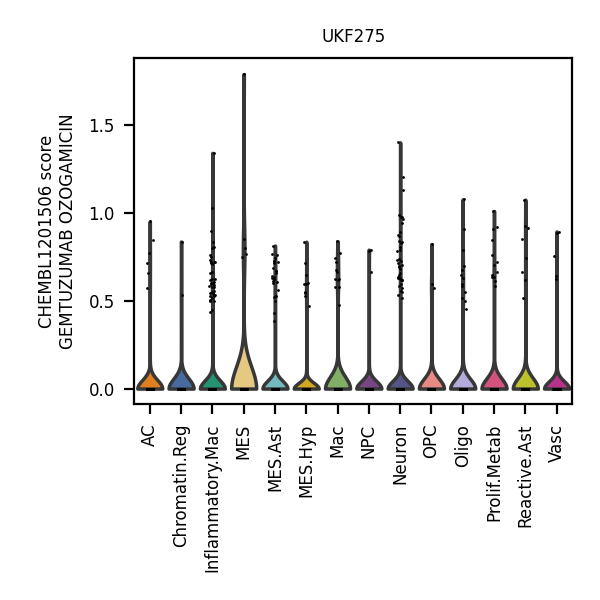 UKF275
CHEMBL1201506 score
GEMTUZUMAB OZOGAMICIN
1.5
1.0
0.5
0.0
AC
Chromatin.Reg
Inflammatory.Mac
MES
MES.Ast
MES.Hyp
Mac
NPC
Neuron
OPC
Oligo
Prolif.Metab
Reactive.Ast
Vasc